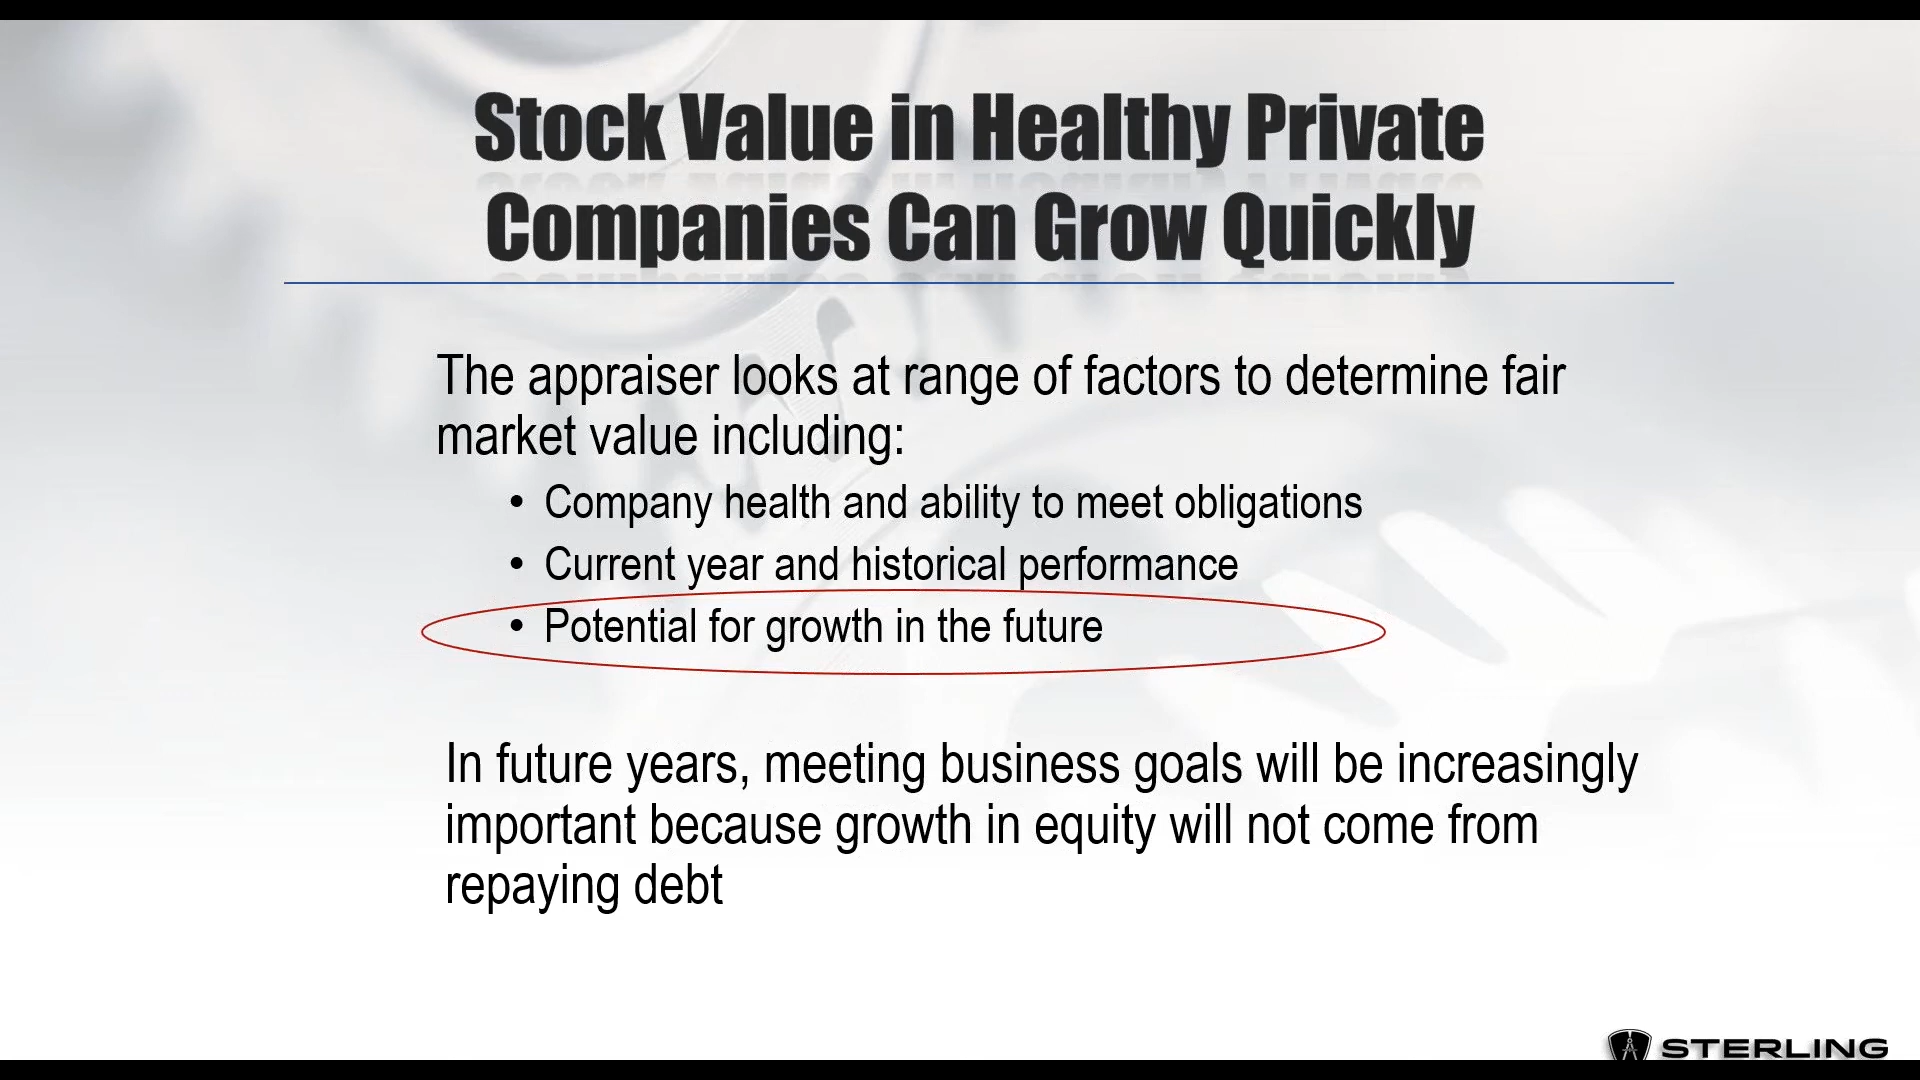 Stock Value in Healthy Private
Companies Can Grow Quickly
The appraiser looks at range of factors to determine fair
market value including:
• Company health and ability to meet obligations
• Current year and historical performance
• Potential for growth in the future
In future years, meeting business goals will be increasingly
important because growth in equity will not come from
repaying debt
STERLING